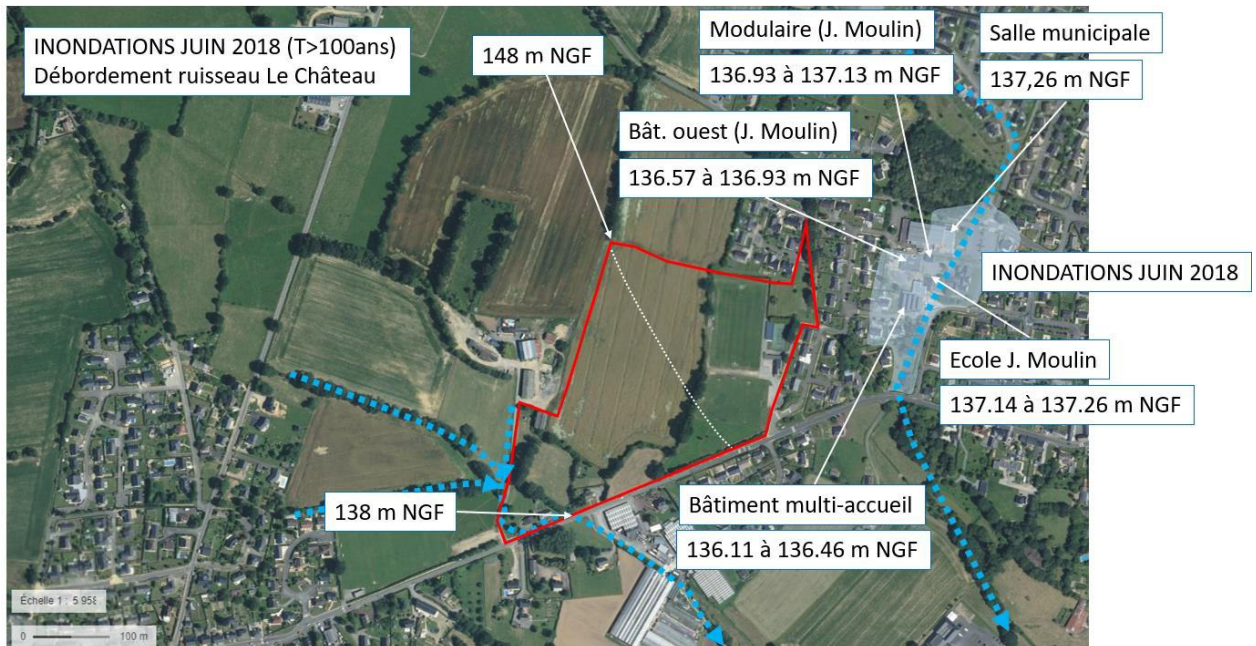 INONDATIONS JUIN 2018 (T>100ans)
Débordement ruisseau Le Château
148 m NGF
Modulaire (J. Moulin)
136.93 à 137.13 m NGF
Salle municipale
137,26 m NGF
Bât. ouest (J. Moulin)
136.57 à 136.93 m NGF
INONDATIONS JUIN 2018
Ecole J. Moulin
137.14 à 137.26 m NGF
138 m NGF
Bâtiment multi-accueil
136.11 à 136.46 m NGF
Échelle 1 : 5 958
0 100 m